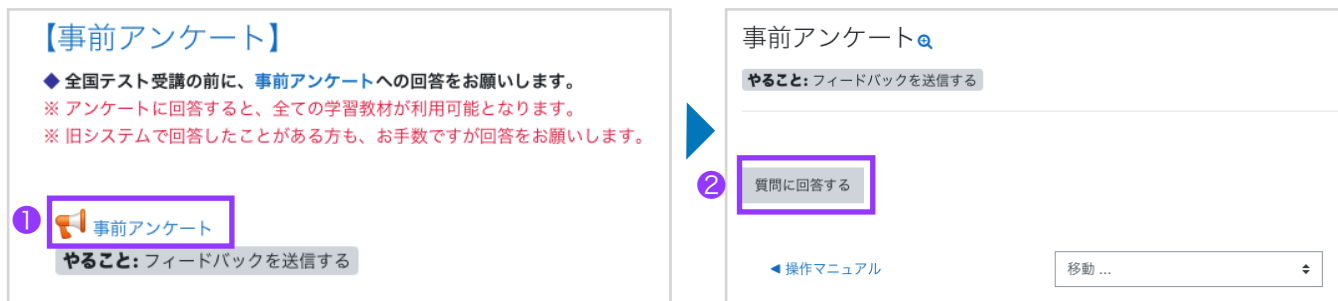 【事前アンケート】
◆ 全国テスト受講の前に、事前アンケートへの回答をお願いします。
※ アンケートに回答すると、全ての学習教材が利用可能となります。
※ 旧システムで回答したことがある方も、お手数ですが回答をお願いします。
1 事前アンケート
やること: フィードバックを送信する
事前アンケート
やること: フィードバックを送信する
2 質問に回答する
◀ 操作マニュアル
移動 ...